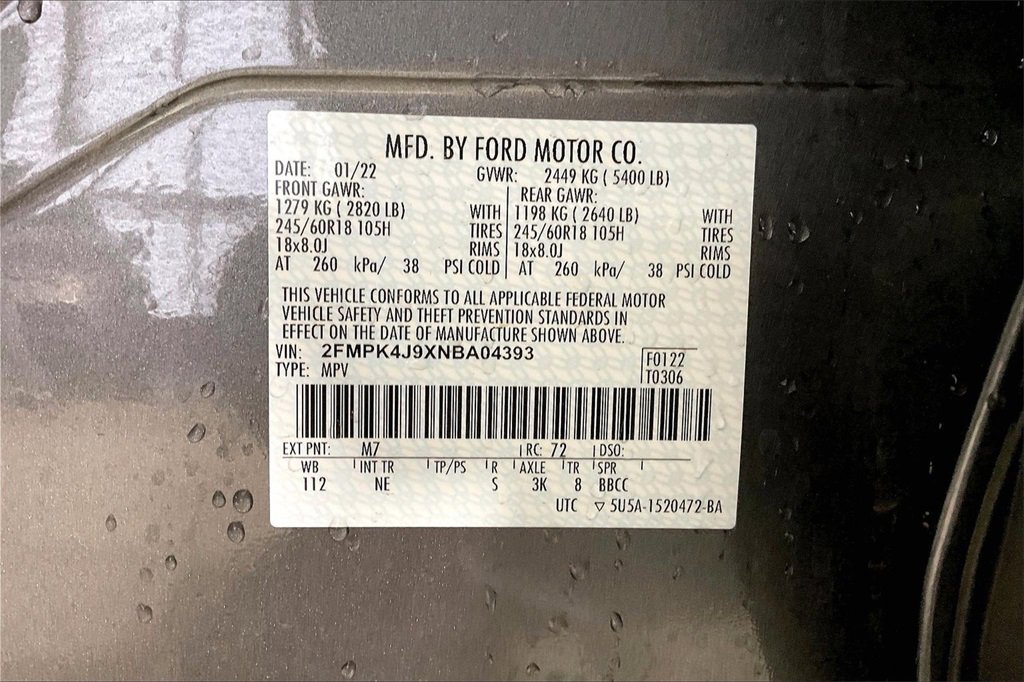 MFD. BY FORD MOTOR CO.
DATE: 01/22 GVWR: 2449 KG ( 5400 LB)
FRONT GAWR: REAR GAWR:
1279 KG ( 2820 LB) WITH 1198 KG ( 2640 LB) WITH
245/60R18 105H TIRES 245/60R18 105H TIRES
18x8.0J RIMS 18x8.0J RIMS
AT 260 kPa/ 38 PSI COLD AT 260 kPa/ 38 PSI COLD
THIS VEHICLE CONFORMS TO ALL APPLICABLE FEDERAL MOTOR
VEHICLE SAFETY AND THEFT PREVENTION STANDARDS IN
EFFECT ON THE DATE OF MANUFACTURE SHOWN ABOVE.
VIN: 2FMPK4J9XNBA04393 F0122
TYPE: MPV T0306
EXT PNT: M7 RC: 72 DSO:
WB INT TR TP/PS R AXLE TR SPR
112 NE S 3K 8 BBCC
UTC ▽ 5U5A-1520472-BA